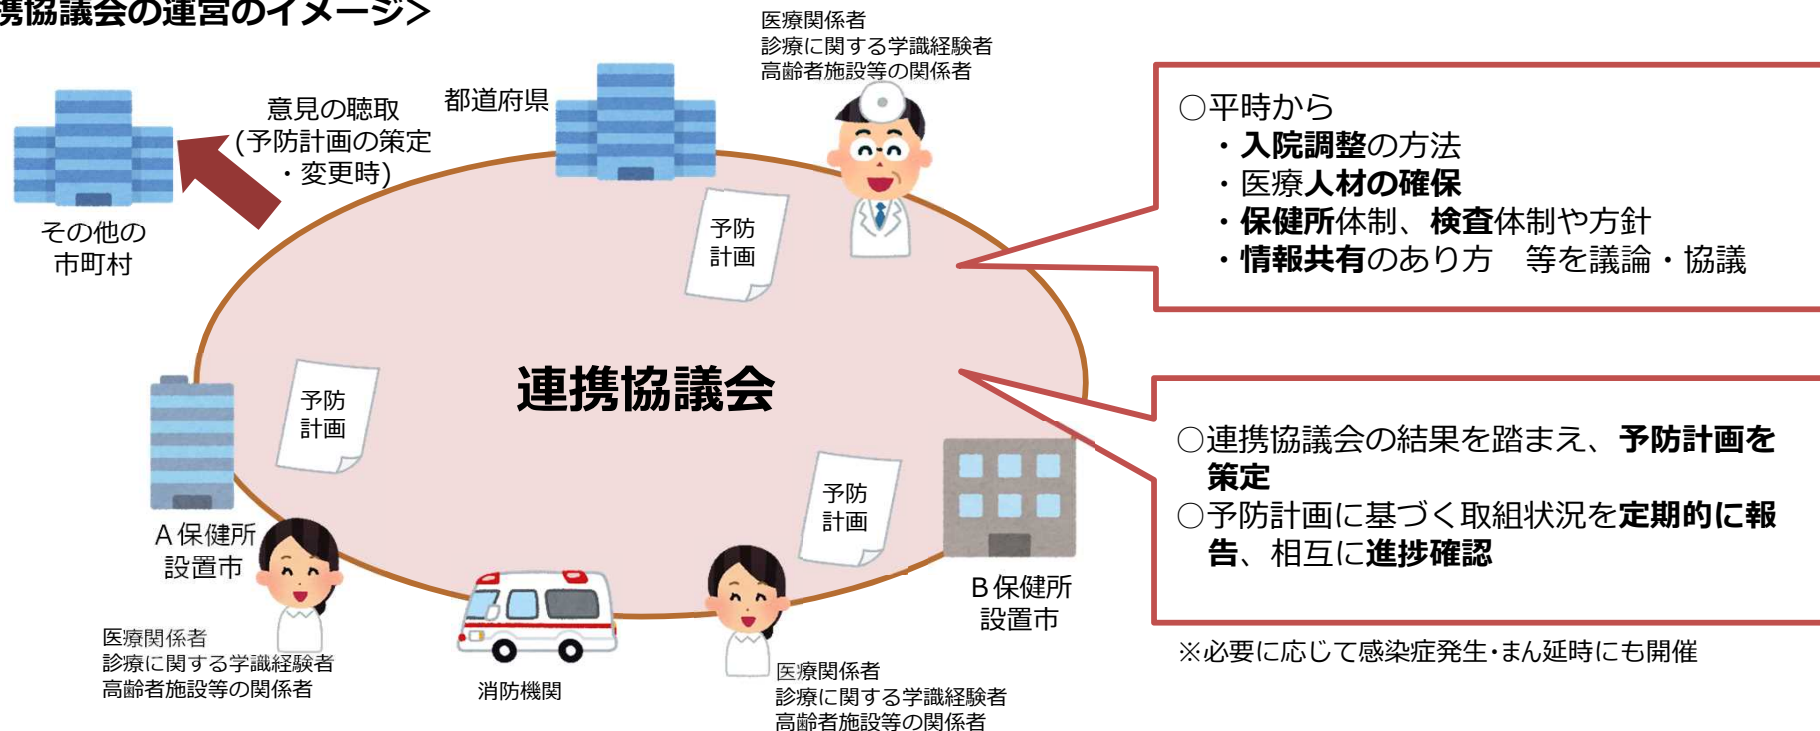 携協議会の運営のイメージ＞
医療関係者
診療に関する学識経験者
高齢者施設等の関係者
都道府県
意見の聴取
(予防計画の策定
・変更時)
その他の
市町村
予防
計画
○平時から
・入院調整の方法
・医療人材の確保
・保健所体制、検査体制や方針
・情報共有のあり方　等を議論・協議
連携協議会
予防
計画
予防
計画
○連携協議会の結果を踏まえ、予防計画を
策定
○予防計画に基づく取組状況を定期的に報
告、相互に進捗確認
※必要に応じて感染症発生・まん延時にも開催
Ａ保健所
設置市
Ｂ保健所
設置市
医療関係者
診療に関する学識経験者
高齢者施設等の関係者
消防機関
医療関係者
診療に関する学識経験者
高齢者施設等の関係者